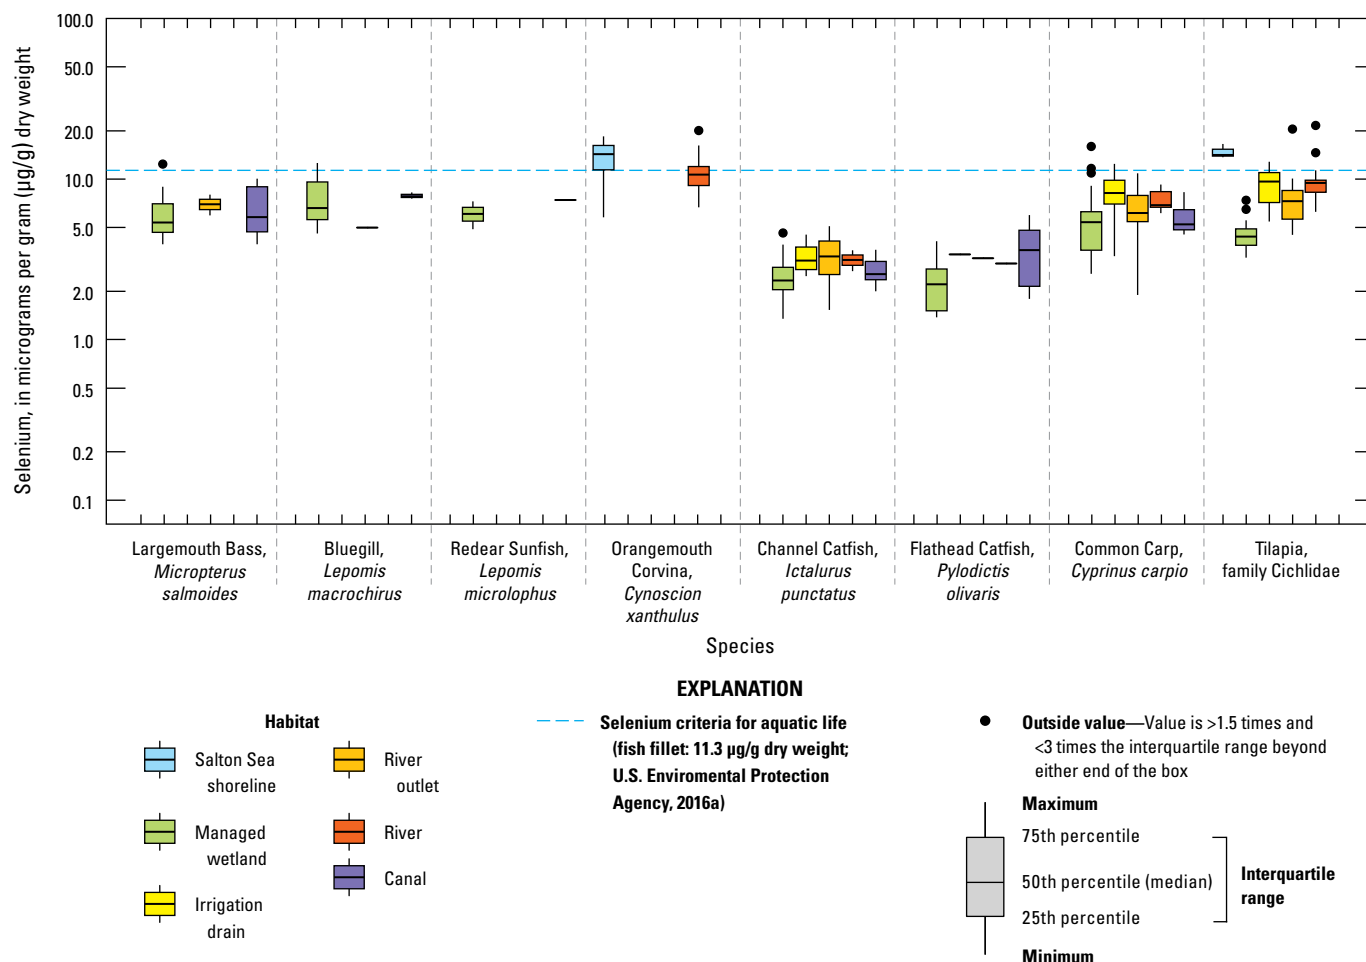 Selenium, in micrograms per gram (µg/g) dry weight
100.0
50.0
20.0
10.0
5.0
2.0
1.0
0.5
0.2
0.1
Largemouth Bass,
Micropterus
salmoides
Bluegill,
Lepomis
macrochirus
Redear Sunfish,
Lepomis
microlophus
Orangemouth
Corvina,
Cynoscion
xanthulus
Channel Catfish,
Ictalurus
punctatus
Flathead Catfish,
Pylodictis
olivaris
Common Carp,
Cyprinus carpio
Tilapia,
family Cichlidae
Species
EXPLANATION
Habitat
Salton Sea
shoreline
Managed
wetland
Irrigation
drain
River
outlet
River
Canal
Selenium criteria for aquatic life
(fish fillet: 11.3 µg/g dry weight;
U.S. Enviromental Protection
Agency, 2016a)
Outside value—Value is >1.5 times and
<3 times the interquartile range beyond
either end of the box
Maximum
75th percentile
50th percentile (median)
25th percentile
Minimum
Interquartile
range